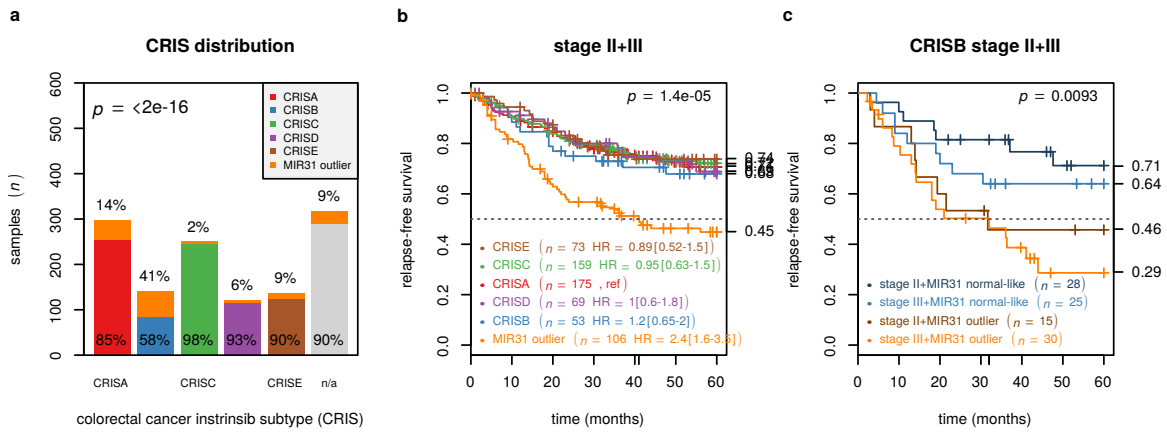 a
CRIS distribution
p = <2e-16
CRISA
CRISB
CRISC
CRISD
CRISE
MIR31 outlier
samples (n)
600
500
400
300
200
100
0
14%
41%
2%
6%
9%
9%
85%
58%
98%
93%
90%
90%
CRISA
CRISC
CRISE
n/a
colorectal cancer instrinsib subtype (CRIS)
b
stage II+III
p = 1.4e-05
relapse-free survival
1.0
0.8
0.6
0.4
0.2
0.0
0.74
0.68
0.45
CRISE (n = 73 HR = 0.89[0.52-1.5])
CRISC (n = 159 HR = 0.95[0.63-1.5])
CRISA (n = 175 , ref)
CRISD (n = 69 HR = 1[0.6-1.8])
CRISB (n = 53 HR = 1.2[0.65-2])
MIR31 outlier (n = 106 HR = 2.4[1.6-3.5])
0 10 20 30 40 50 60
time (months)
c
CRISB stage II+III
p = 0.0093
relapse-free survival
1.0
0.8
0.6
0.4
0.2
0.0
0.71
0.64
0.46
0.29
stage II+MIR31 normal-like (n = 28)
stage III+MIR31 normal-like (n = 25)
stage II+MIR31 outlier (n = 15)
stage III+MIR31 outlier (n = 30)
0 10 20 30 40 50 60
time (months)